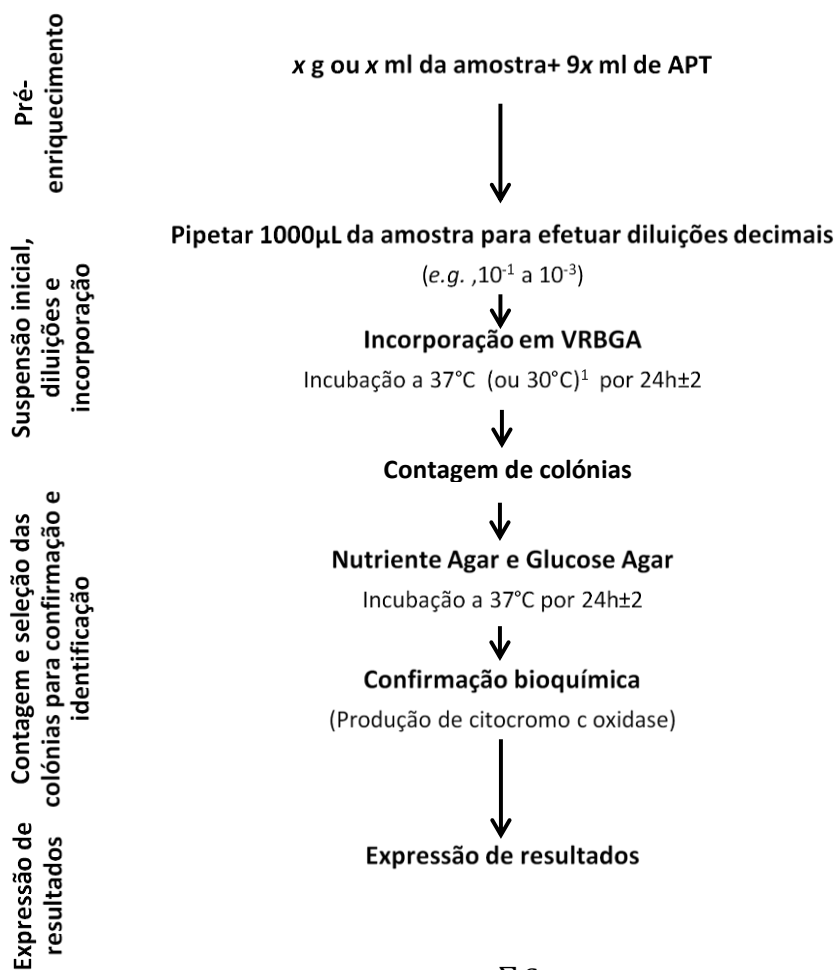 Pré-
enriquecimento
x g ou x ml da amostra+ 9x ml de APT
Suspensão inicial,
diluições e
incorporação
Pipetar 1000µL da amostra para efetuar diluições decimais
(e.g. ,10⁻¹ a 10⁻³)
Incorporação em VRBGA
Incubação a 37°C (ou 30°C)¹ por 24h±2
Contagem de colónias
Contagem e seleção das
colónias para confirmação e
identificação
Nutriente Agar e Glucose Agar
Incubação a 37°C por 24h±2
Confirmação bioquímica
(Produção de citocromo c oxidase)
Expressão de
resultados
Expressão de resultados